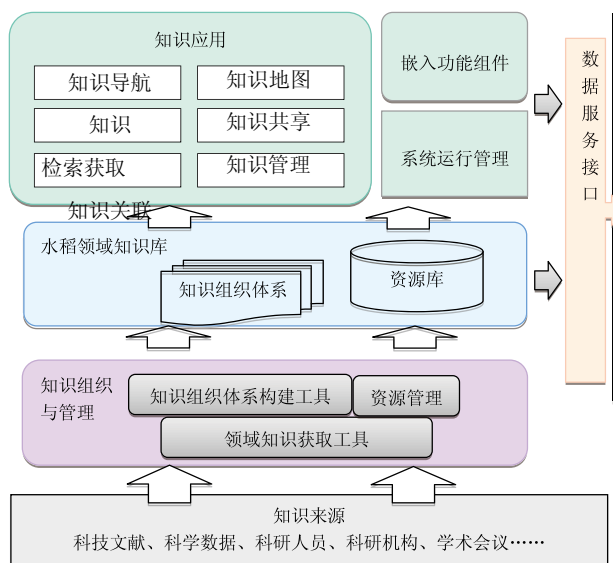 知识应用
知识导航
知识地图
知识
知识共享
检索获取
知识管理
知识关联
嵌入功能组件
系统运行管理
数据服务接口
水稻领域知识库
知识组织体系
资源库
知识组织
与管理
知识组织体系构建工具
资源管理
领域知识获取工具
知识来源
科技文献、科学数据、科研人员、科研机构、学术会议……